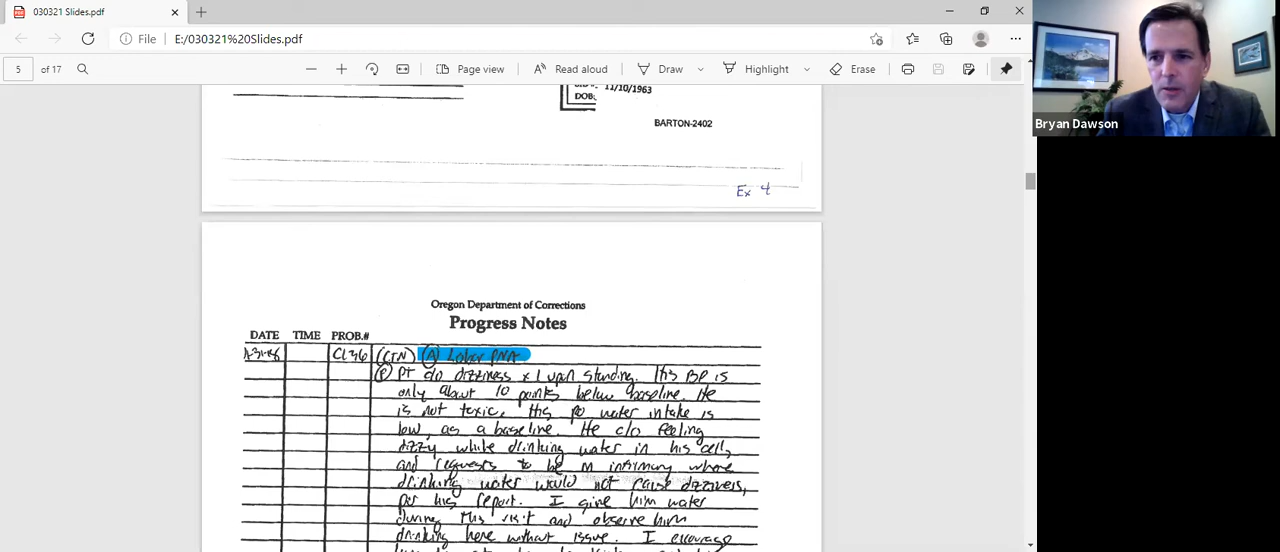 030321 Slides.pdf
File
E:/030321%20Slides.pdf
5 of 17
Page view
Read aloud
Draw
Highlight
Erase
Bryan Dawson
11/10/1963
DOB:
BARTON-2402
Ex 4
Oregon Department of Corrections
Progress Notes
DATE TIME PROB.#
(CTN) (A) Lobar PNA
(P) PT c/o dizziness x 1 upon standing. His BP is
only about 10 points below baseline. He
is not toxic. His po water intake is
low, as a baseline. He c/o feeling
dizzy while drinking water in his cell,
and requests to be in infirmary where
drinking water would not cause dizziness,
per his report. I give him water
during this visit and observe him
drinking here without issue. I encourage